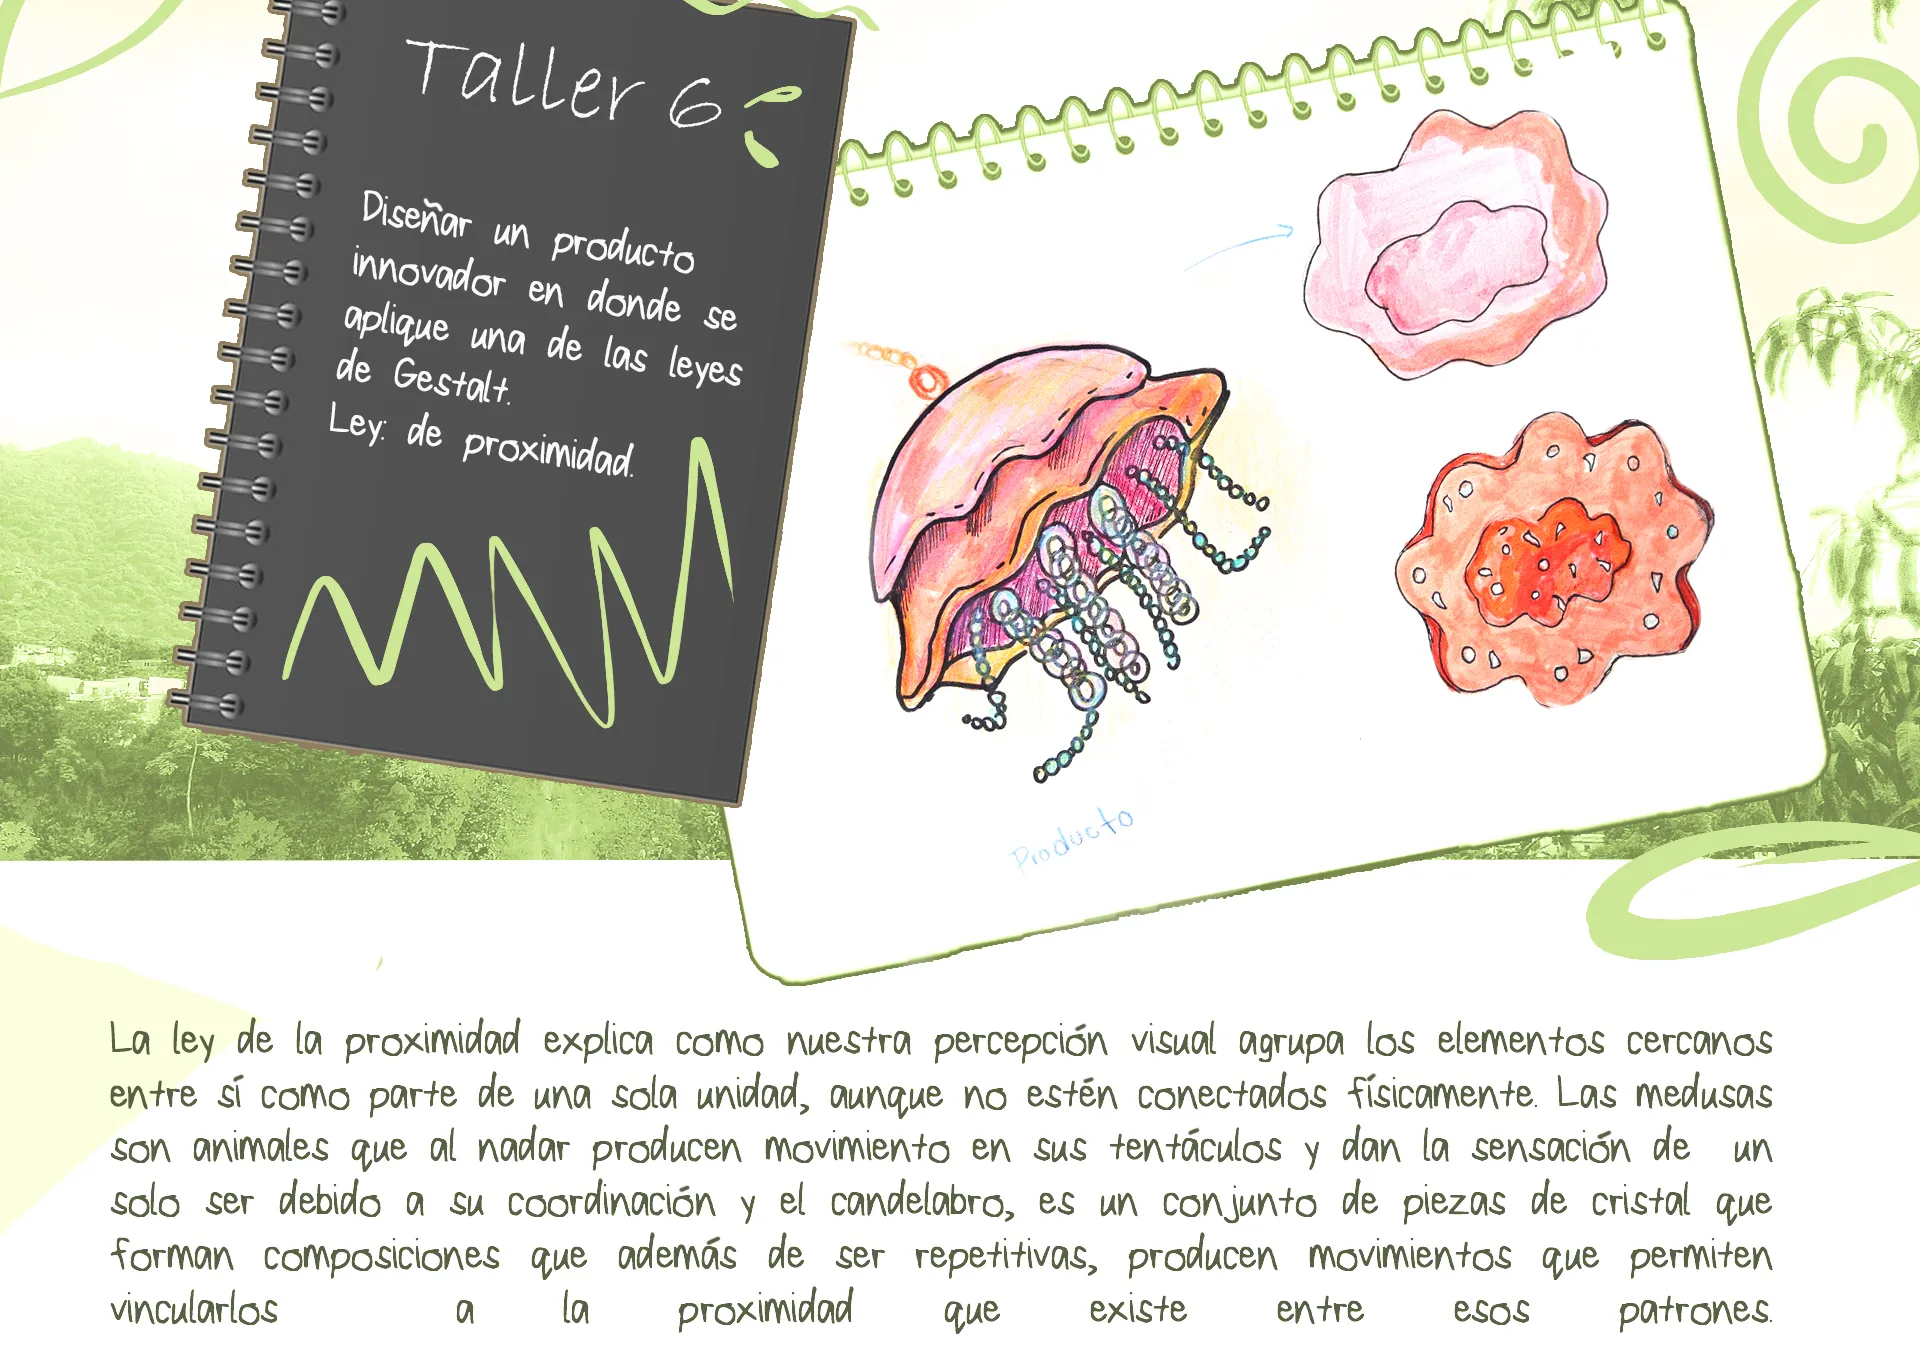 Taller 6
Diseñar un producto
innovador en donde se
aplique una de las leyes
de Gestalt.
Ley: de proximidad.
Producto
La ley de la proximidad explica como nuestra percepción visual agrupa los elementos cercanos
entre sí como parte de una sola unidad, aunque no estén conectados físicamente. Las medusas
son animales que al nadar producen movimiento en sus tentáculos y dan la sensación de un
solo ser debido a su coordinación y el candelabro, es un conjunto de piezas de cristal que
forman composiciones que además de ser repetitivas, producen movimientos que permiten
vincularlos a la proximidad que existe entre esos patrones.